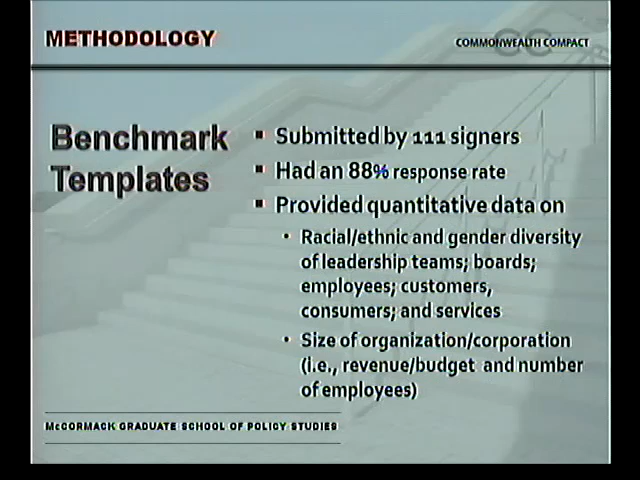 METHODOLOGY
CC
COMMONWEALTH COMPACT
Benchmark
Templates
▪ Submitted by 111 signers
▪ Had an 88% response rate
▪ Provided quantitative data on
• Racial/ethnic and gender diversity
of leadership teams; boards;
employees; customers,
consumers; and services
• Size of organization/corporation
(i.e., revenue/budget and number
of employees)
McCORMACK GRADUATE SCHOOL OF POLICY STUDIES